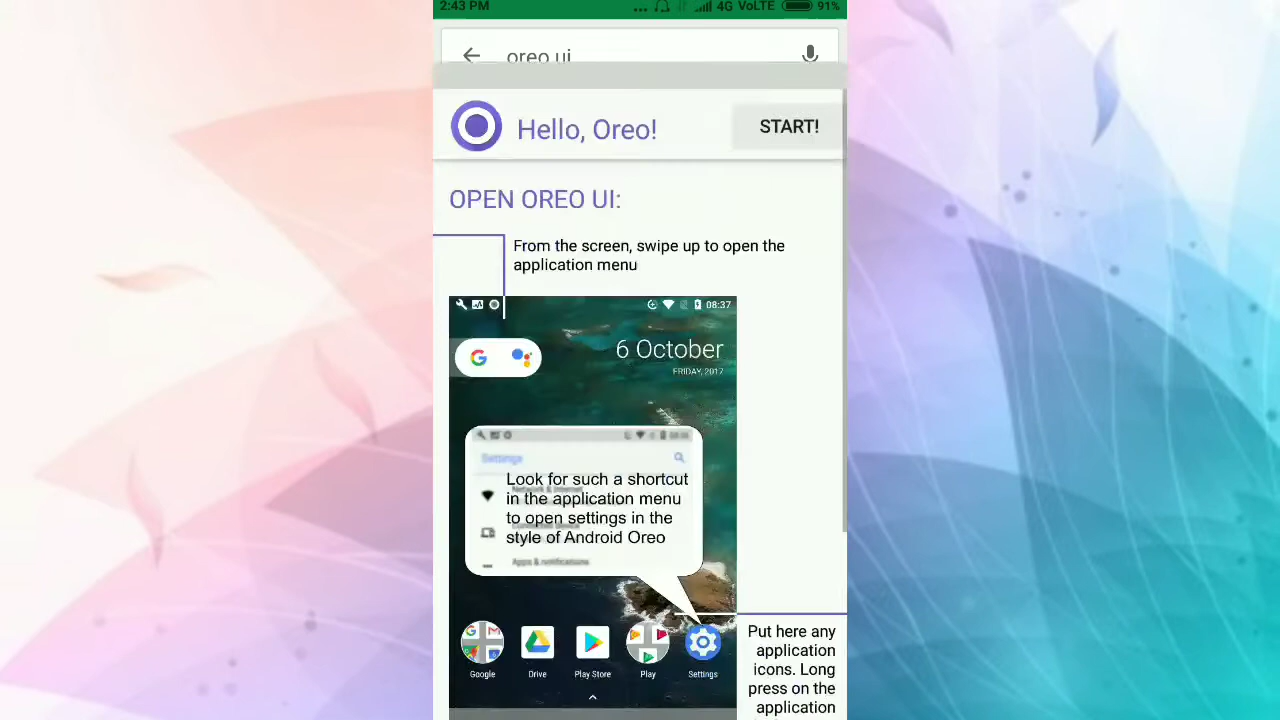 2:43 PM
4G VoLTE 91%
oreo ui
Hello, Oreo!
START!
OPEN OREO UI:
From the screen, swipe up to open the
application menu
08:37
6 October
FRIDAY, 2017
Settings
Look for such a shortcut
Network & Internet
in the application menu
to open settings in the
style of Android Oreo
Apps & notifications
Google
Drive
Play Store
Play
Settings
Put here any
application
icons. Long
press on the
application